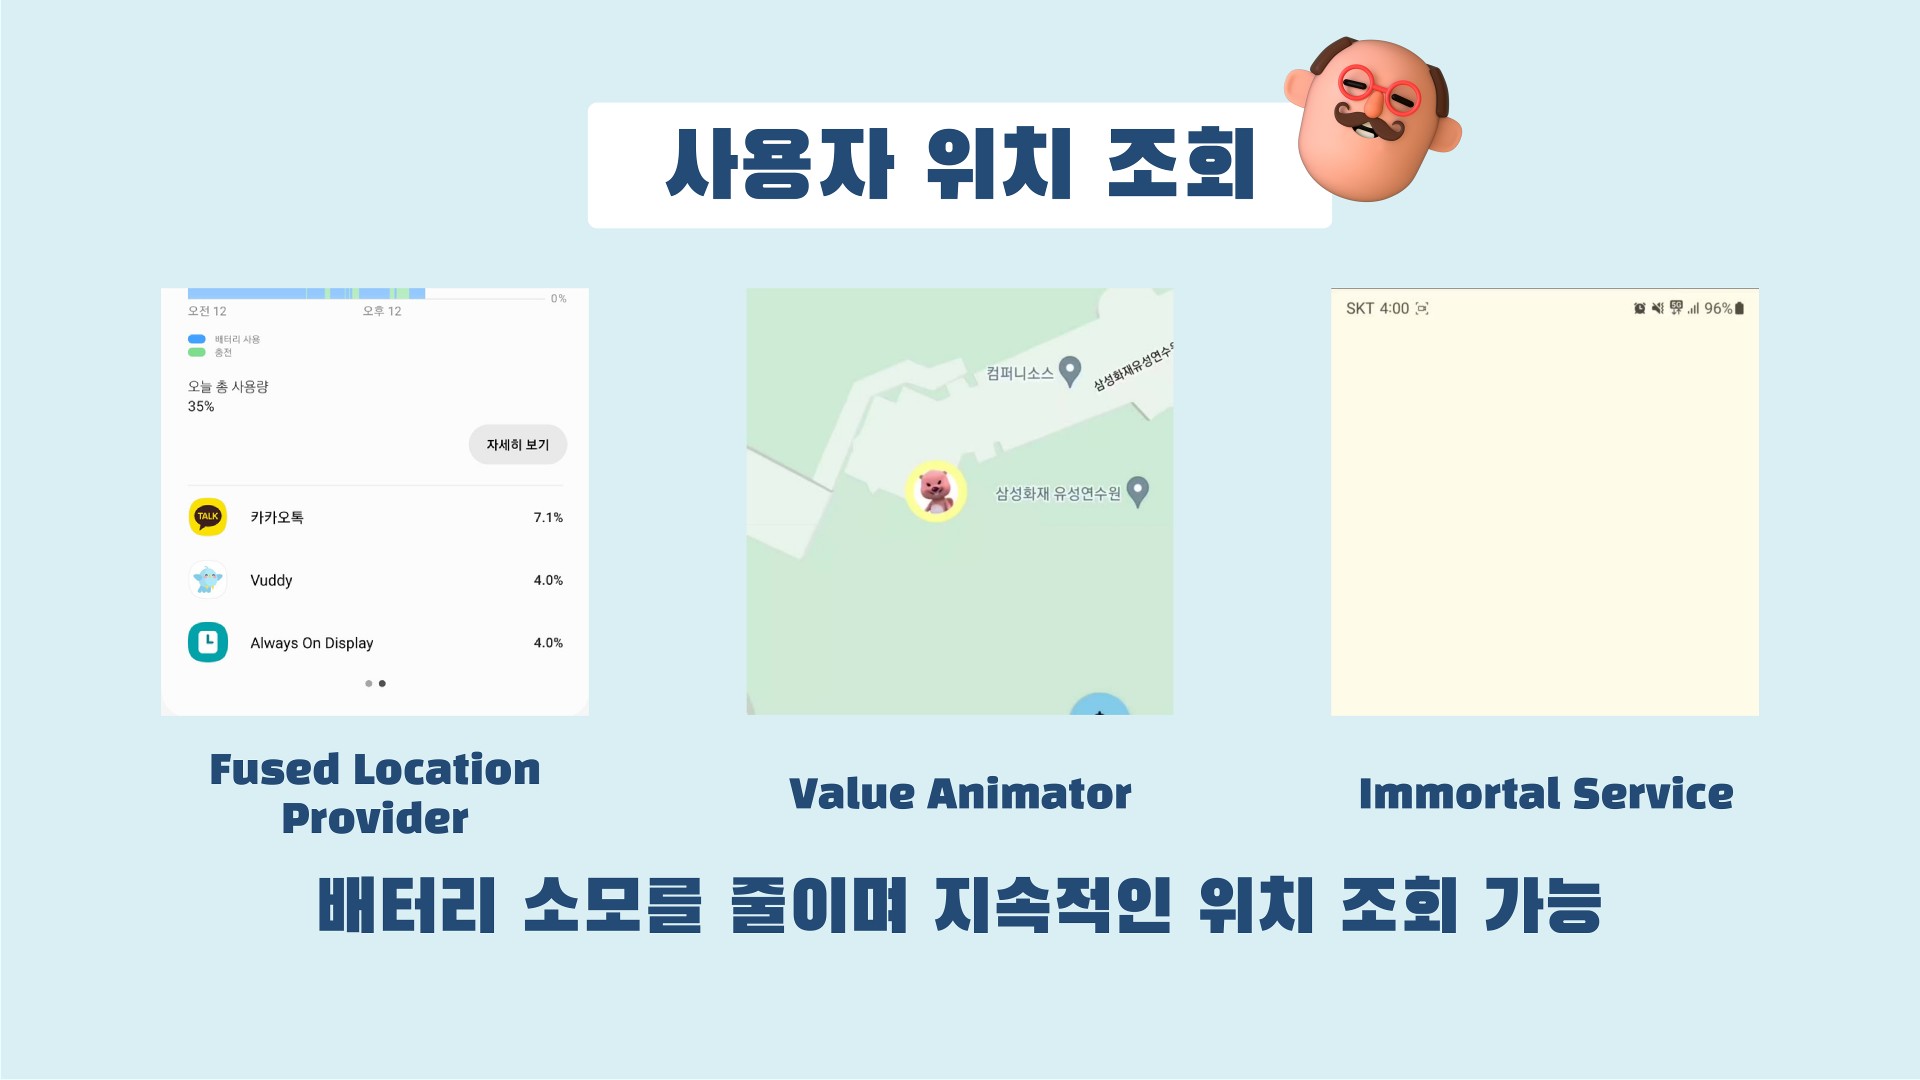 사용자 위치 조회
0%
오전 12
오후 12
배터리 사용
충전
오늘 총 사용량
35%
자세히 보기
TALK
카카오톡
7.1%
Vuddy
4.0%
Always On Display
4.0%
컴퍼니소스
삼성화재유성연수원
삼성화재 유성연수원
SKT 4:00
5G
96%
Fused Location
Provider
Value Animator
Immortal Service
배터리 소모를 줄이며 지속적인 위치 조회 가능